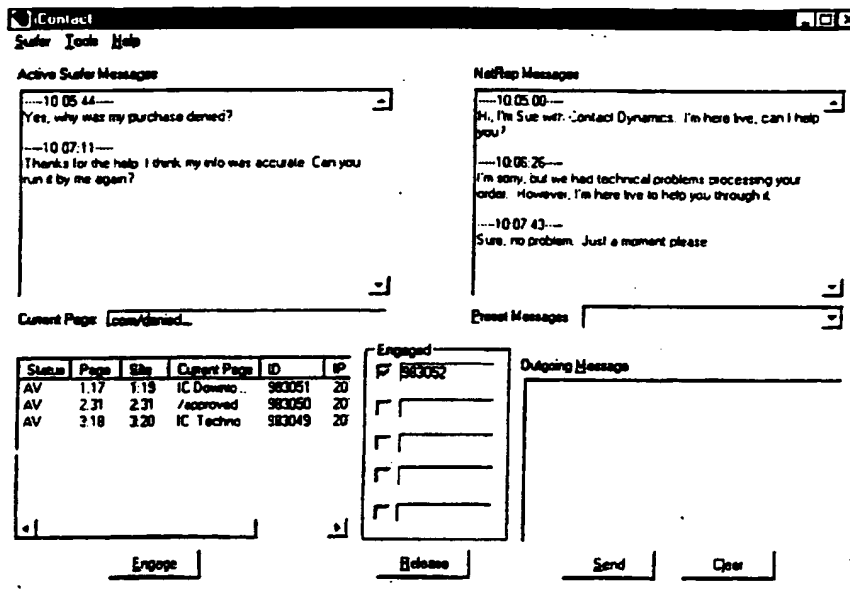 iContact
Surfer Tools Help
Active Surfer Messages
-----10:05:44-----
Yes, why was my purchase denied?
-----10:07:11-----
Thanks for the help. I think my info was accurate. Can you
run it by me again?
NetRep Messages
-----10:05:00-----
Hi, I'm Sue with Contact Dynamics. I'm here live, can I help
you?
-----10:06:26-----
I'm sorry, but we had technical problems processing your
order. However, I'm here live to help you through it.
-----10:07:43-----
Sure, no problem. Just a moment please
Current Page: .com/denied_
Preset Messages
Status Page Site Current Page ID IP
AV 1:17 1:19 IC Downlo... 983051 20
AV 2:31 2:31 /approved 983050 20
AV 3:18 3:20 IC Techno 983049 20
Engaged
983052
Outgoing Message
Engage
Release
Send
Clear